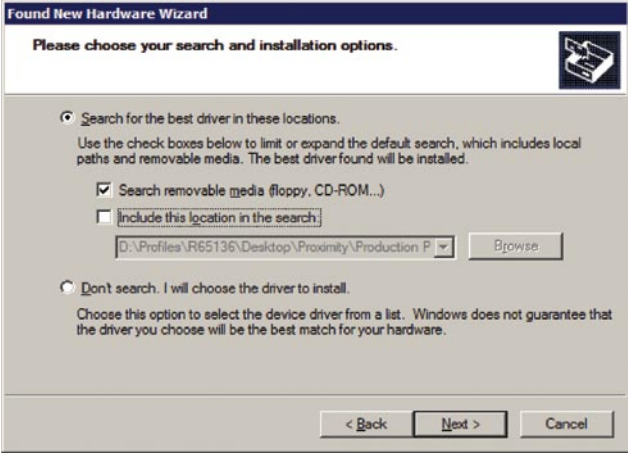 Found New Hardware Wizard
Please choose your search and installation options.
Search for the best driver in these locations.
Use the check boxes below to limit or expand the default search, which includes local
paths and removable media. The best driver found will be installed.
Search removable media (floppy, CD-ROM...)
Include this location in the search:
D:\Profiles\R65136\Desktop\Proximity\Production P
Browse
Don't search. I will choose the driver to install.
Choose this option to select the device driver from a list. Windows does not guarantee that
the driver you choose will be the best match for your hardware.
< Back
Next >
Cancel